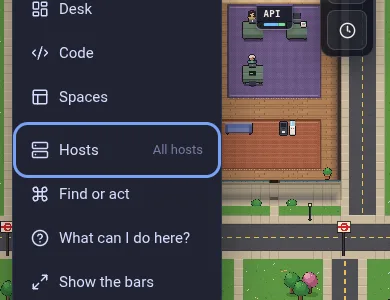 Desk
API
Code
Spaces
Hosts All hosts
Find or act
What can I do here?
Show the bars